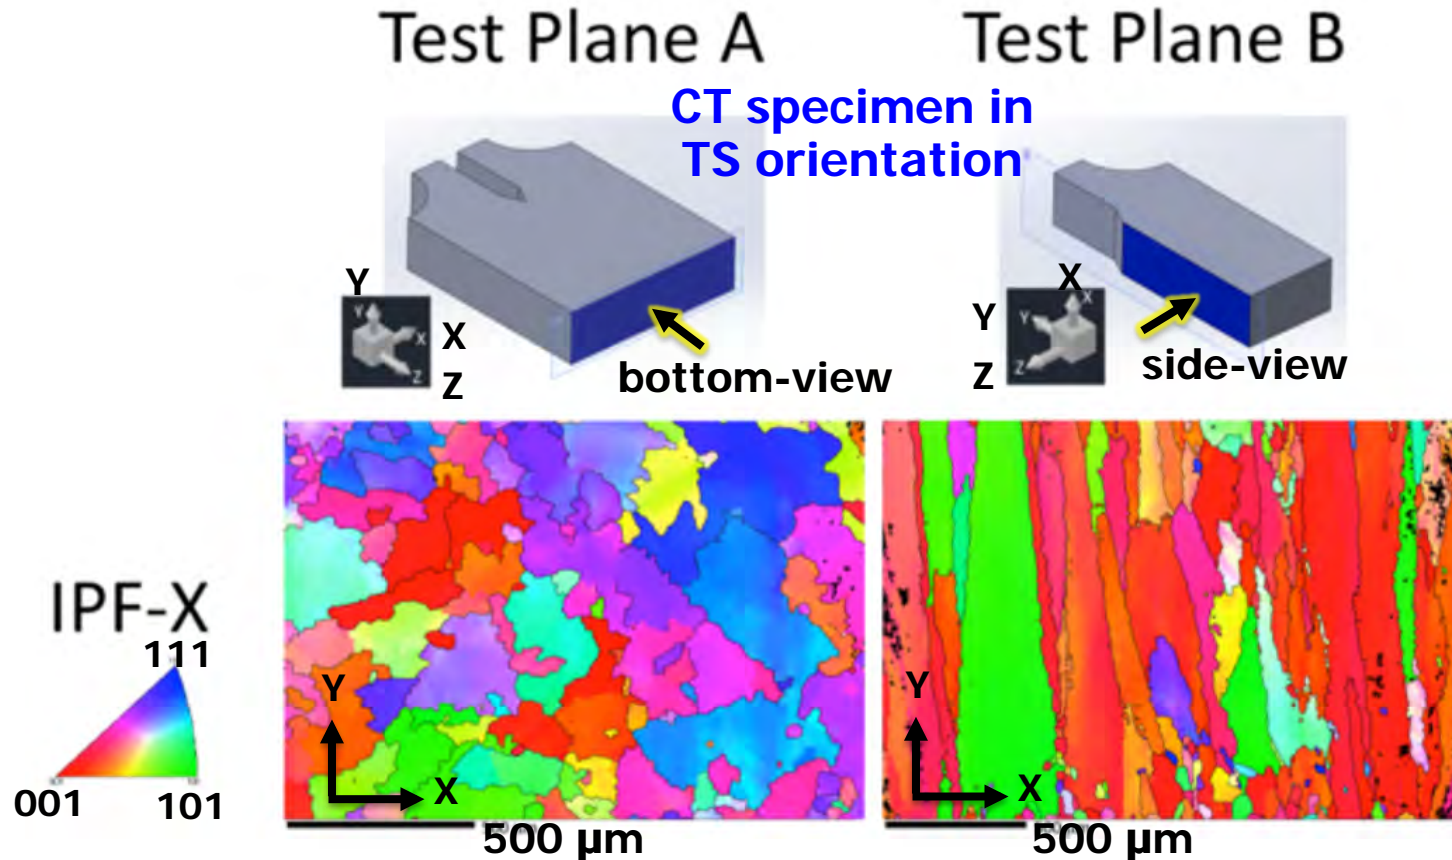 Test Plane A
Test Plane B
CT specimen in
TS orientation
Y
X
Z
Y
X
Z
bottom-view
X
Y
Z
X
Y
Z
side-view
IPF-X
111
001
101
Y
X
500 µm
Y
X
500 µm